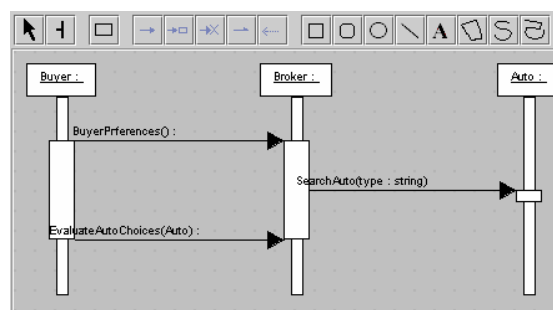 A
Buyer :
Broker :
Auto :
BuyerPrferences() :
SearchAuto(type : string)
EvaluateAutoChoices(Auto) :